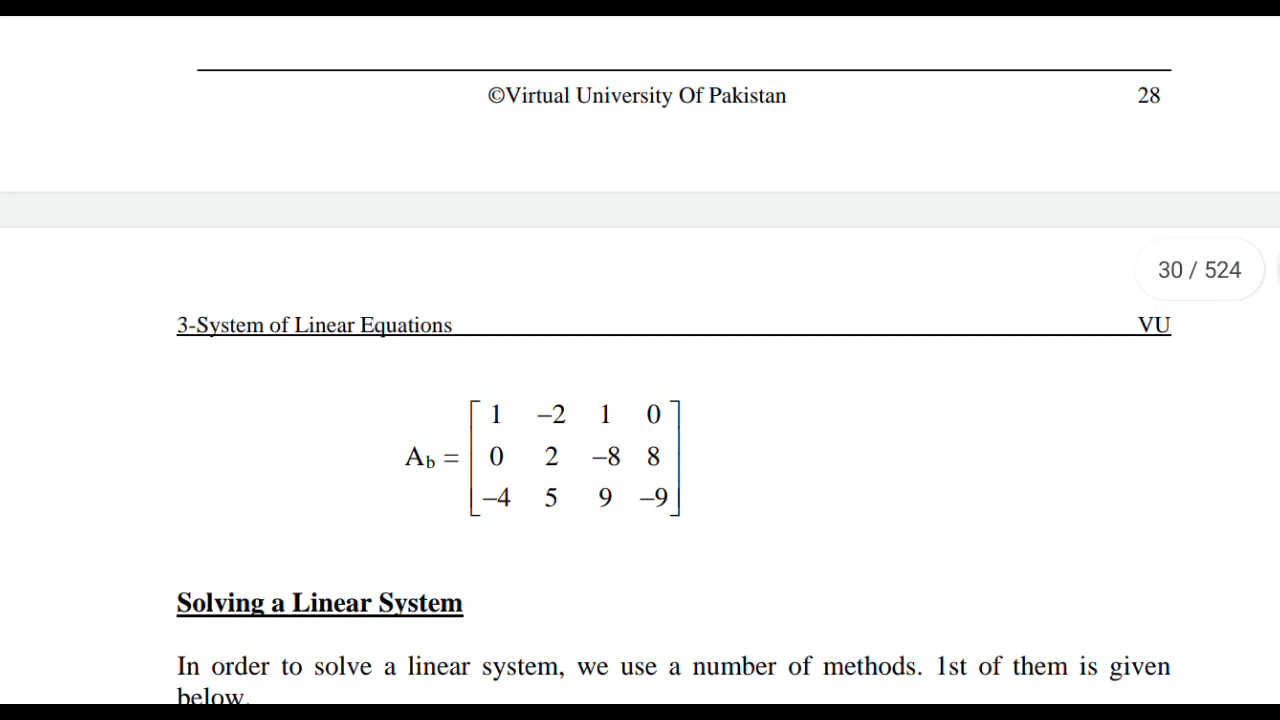 ©Virtual University Of Pakistan 28
30 / 524
3-System of Linear Equations VU
1 –2 1 0
Ab = 0 2 –8 8
–4 5 9 –9
Solving a Linear System
In order to solve a linear system, we use a number of methods. 1st of them is given
below.